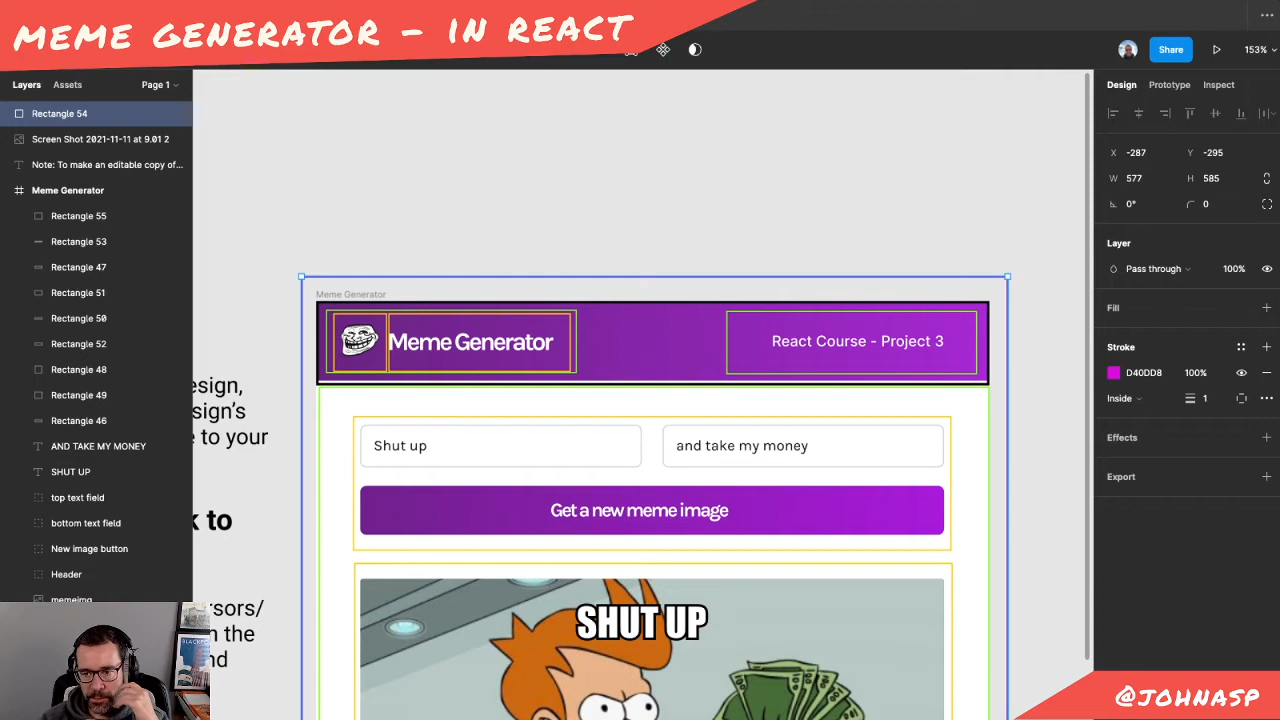 MEME GENERATOR - IN REACT
Share
153%
Layers
Assets
Page 1
Rectangle 54
Screen Shot 2021-11-11 at 9.01 2
Note: To make an editable copy of...
Meme Generator
Rectangle 55
Rectangle 53
Rectangle 47
Rectangle 51
Rectangle 50
Rectangle 52
Rectangle 48
Rectangle 49
Rectangle 46
AND TAKE MY MONEY
SHUT UP
top text field
bottom text field
New image button
Header
memeimg
esign,
sign's
e to your
k to
rsors/
n the
nd
Meme Generator
Meme Generator
React Course - Project 3
Shut up
and take my money
Get a new meme image
SHUT UP
Design
Prototype
Inspect
X -287
Y -295
W 577
H 585
0°
0
Layer
Pass through
100%
Fill
Stroke
D40DD8
100%
Inside
1
Effects
Export
@JOHNASP